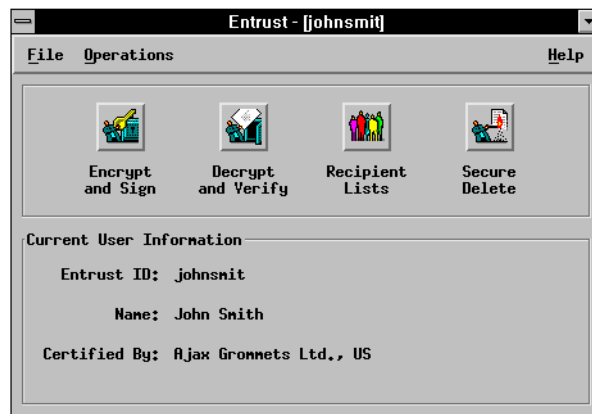 Entrust - [johnsmit]
File Operations Help
Encrypt and Sign
Decrypt and Verify
Recipient Lists
Secure Delete
Current User Information
Entrust ID: johnsmit
Name: John Smith
Certified By: Ajax Grommets Ltd., US